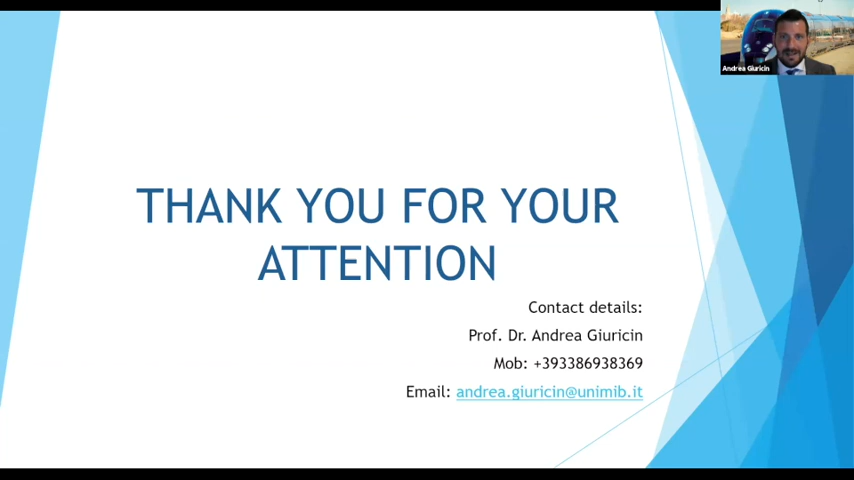 Andrea Giuricin
THANK YOU FOR YOUR
ATTENTION
Contact details:
Prof. Dr. Andrea Giuricin
Mob: +393386938369
Email: andrea.giuricin@unimib.it